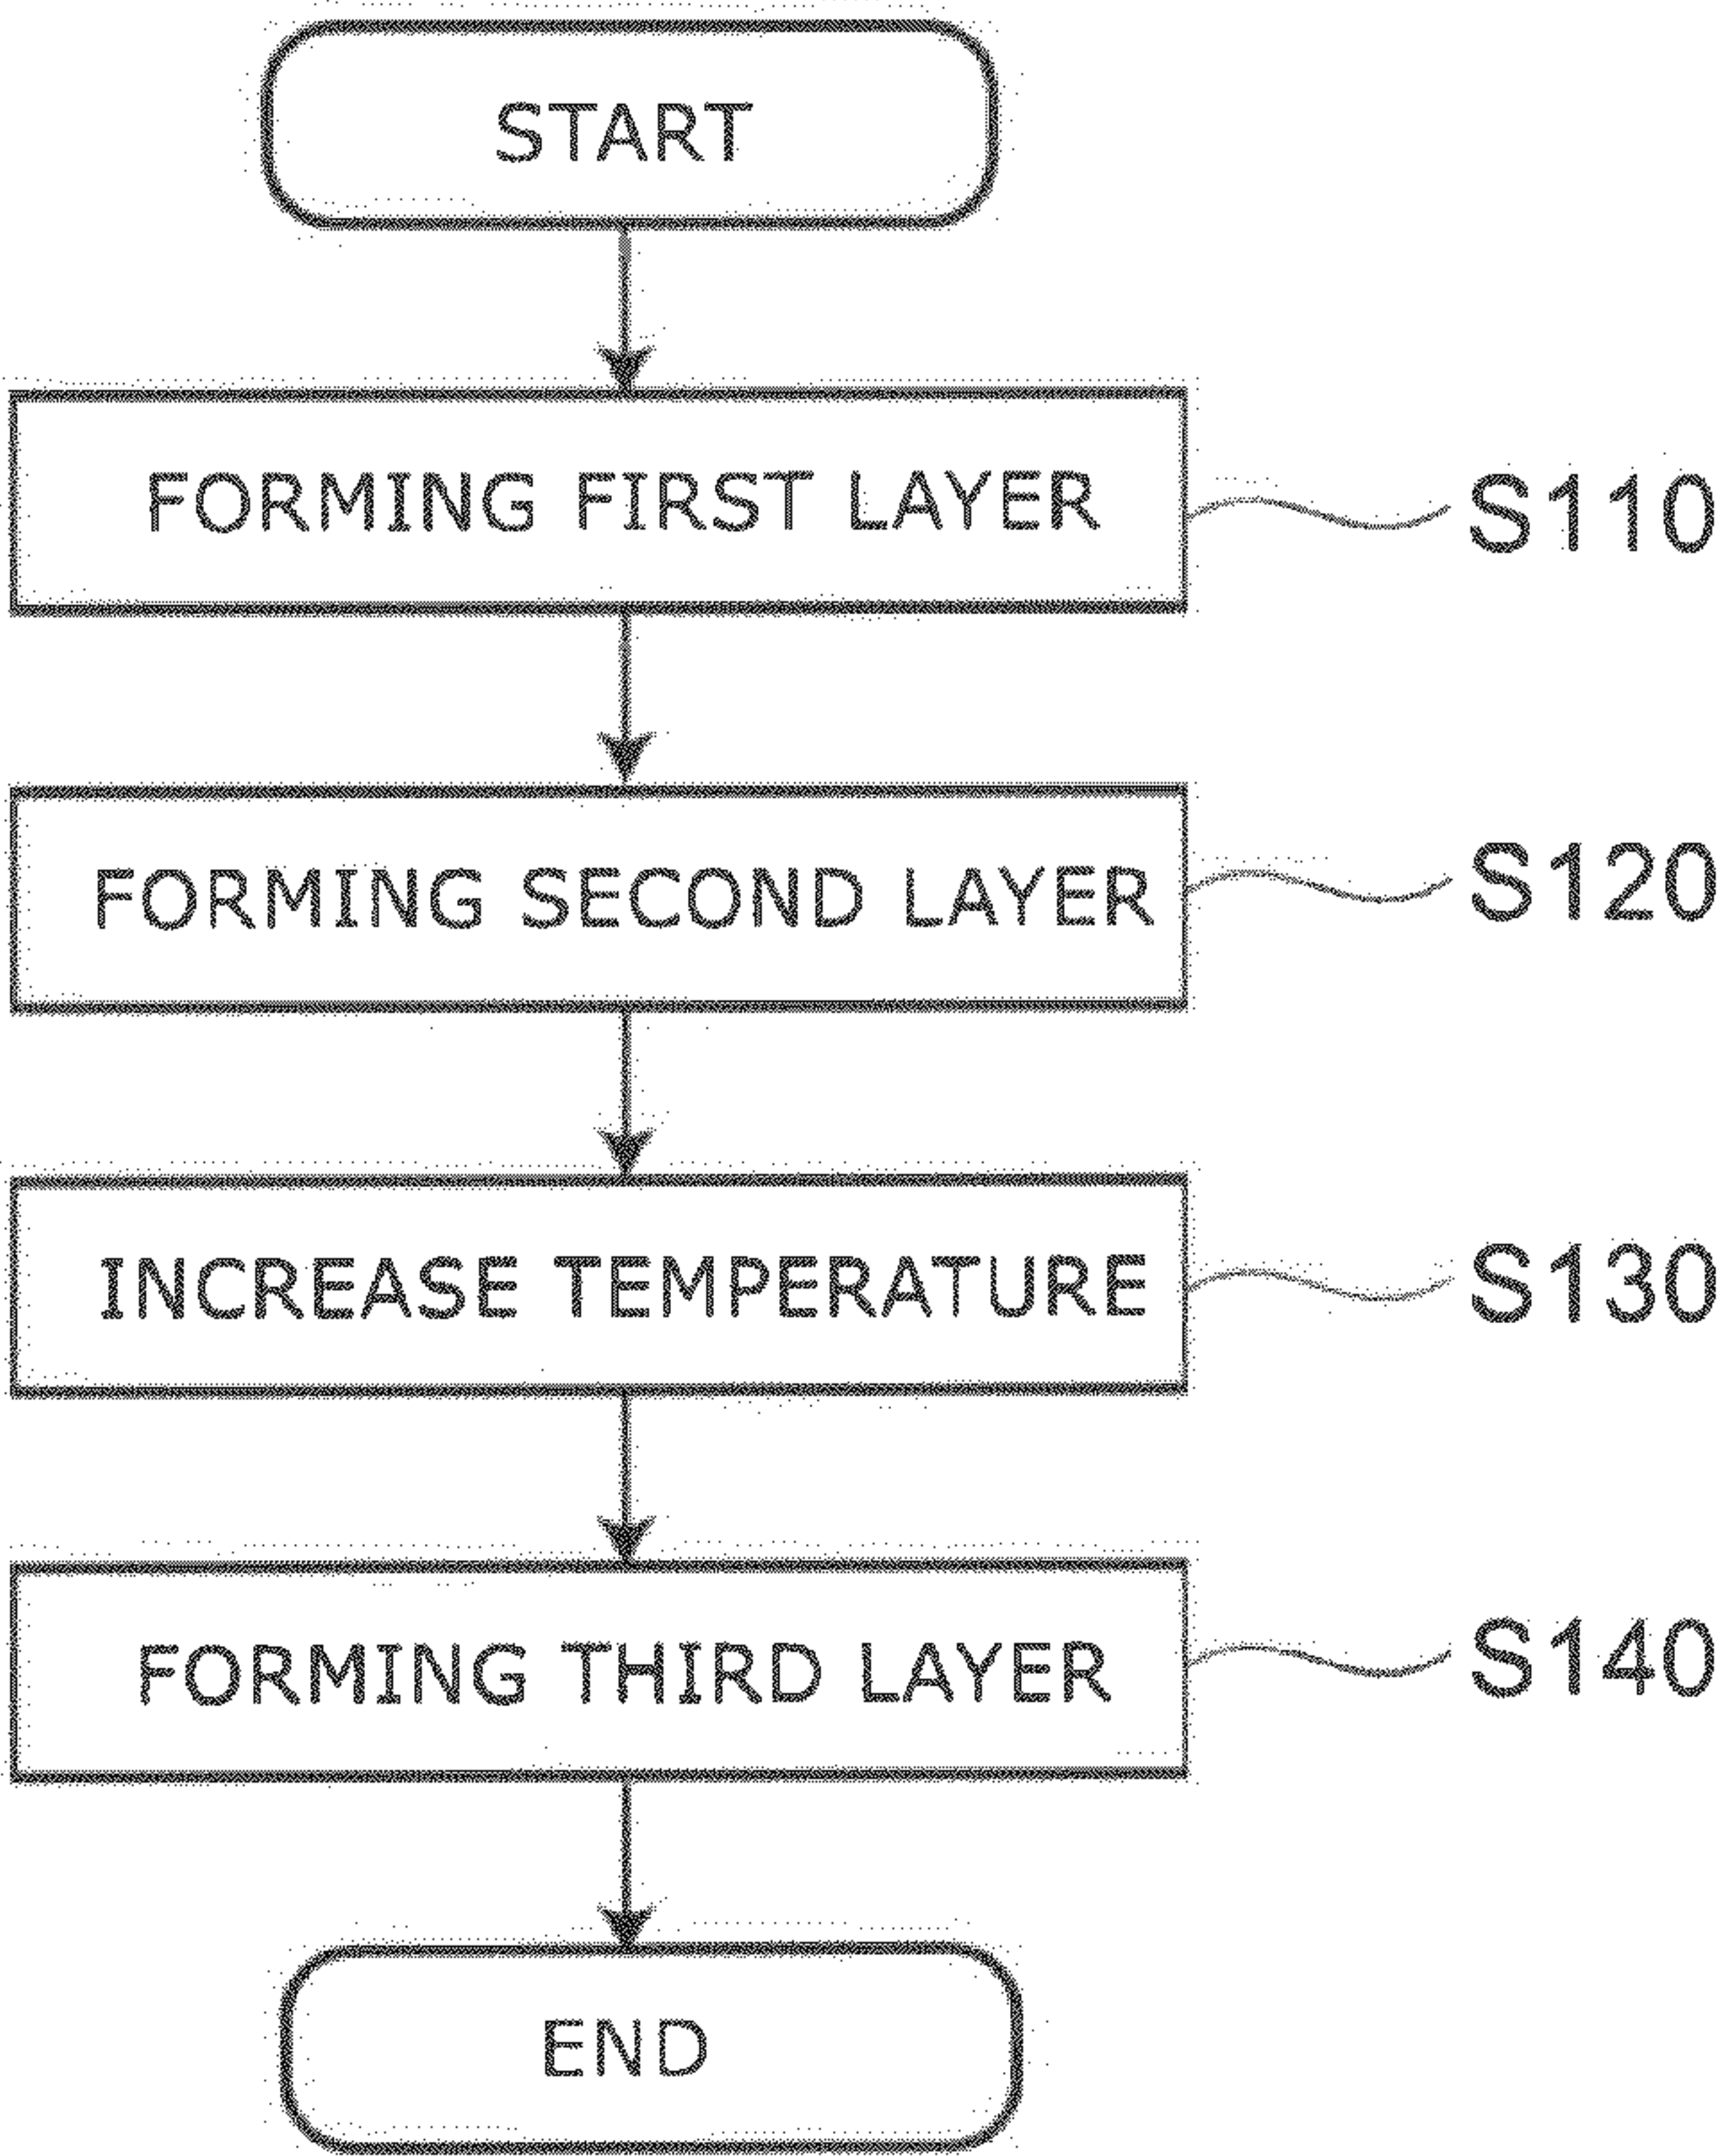 START
FORMING FIRST LAYER
S110
FORMING SECOND LAYER
S120
INCREASE TEMPERATURE
S130
FORMING THIRD LAYER
S140
END